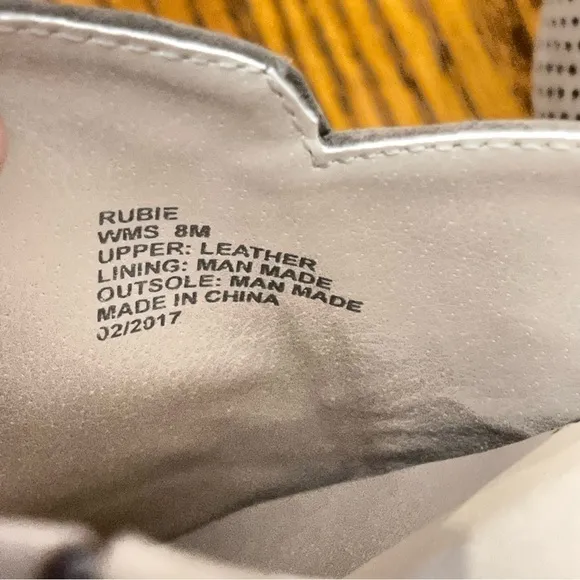 RUBIE
WMS 8M
UPPER: LEATHER
LINING: MAN MADE
OUTSOLE: MAN MADE
MADE IN CHINA
02/2017